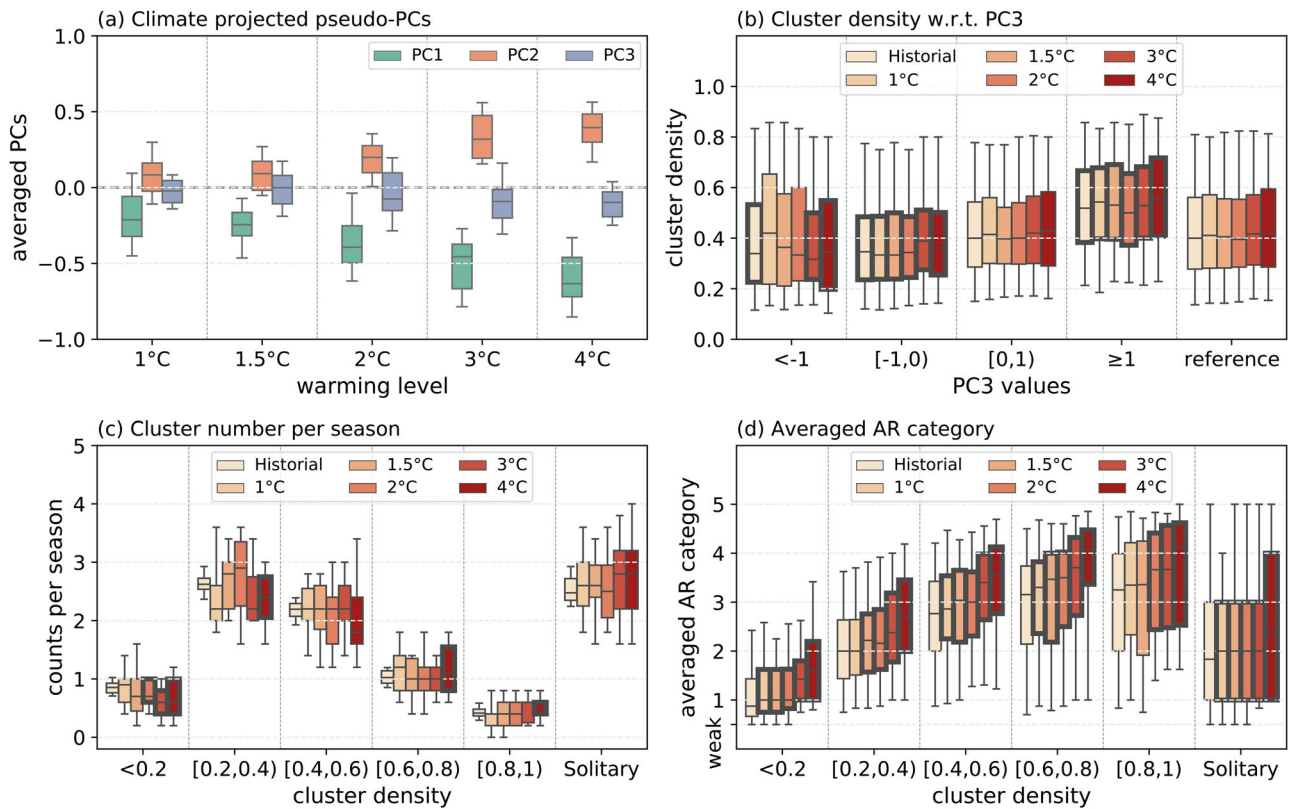 (a) Climate projected pseudo-PCs
averaged PCs
1.0
0.5
0.0
−0.5
−1.0
PC1 PC2 PC3
1°C 1.5°C 2°C 3°C 4°C
warming level
(b) Cluster density w.r.t. PC3
cluster density
1.0
0.8
0.6
0.4
0.2
0.0
Historial 1.5°C 3°C
1°C 2°C 4°C
<-1 [-1,0) [0,1) ≥1 reference
PC3 values
(c) Cluster number per season
counts per season
5
4
3
2
1
0
Historial 1.5°C 3°C
1°C 2°C 4°C
<0.2 [0.2,0.4) [0.4,0.6) [0.6,0.8) [0.8,1) Solitary
cluster density
(d) Averaged AR category
averaged AR category
5
4
3
2
1
weak
Historial 1.5°C 3°C
1°C 2°C 4°C
<0.2 [0.2,0.4) [0.4,0.6) [0.6,0.8) [0.8,1) Solitary
cluster density